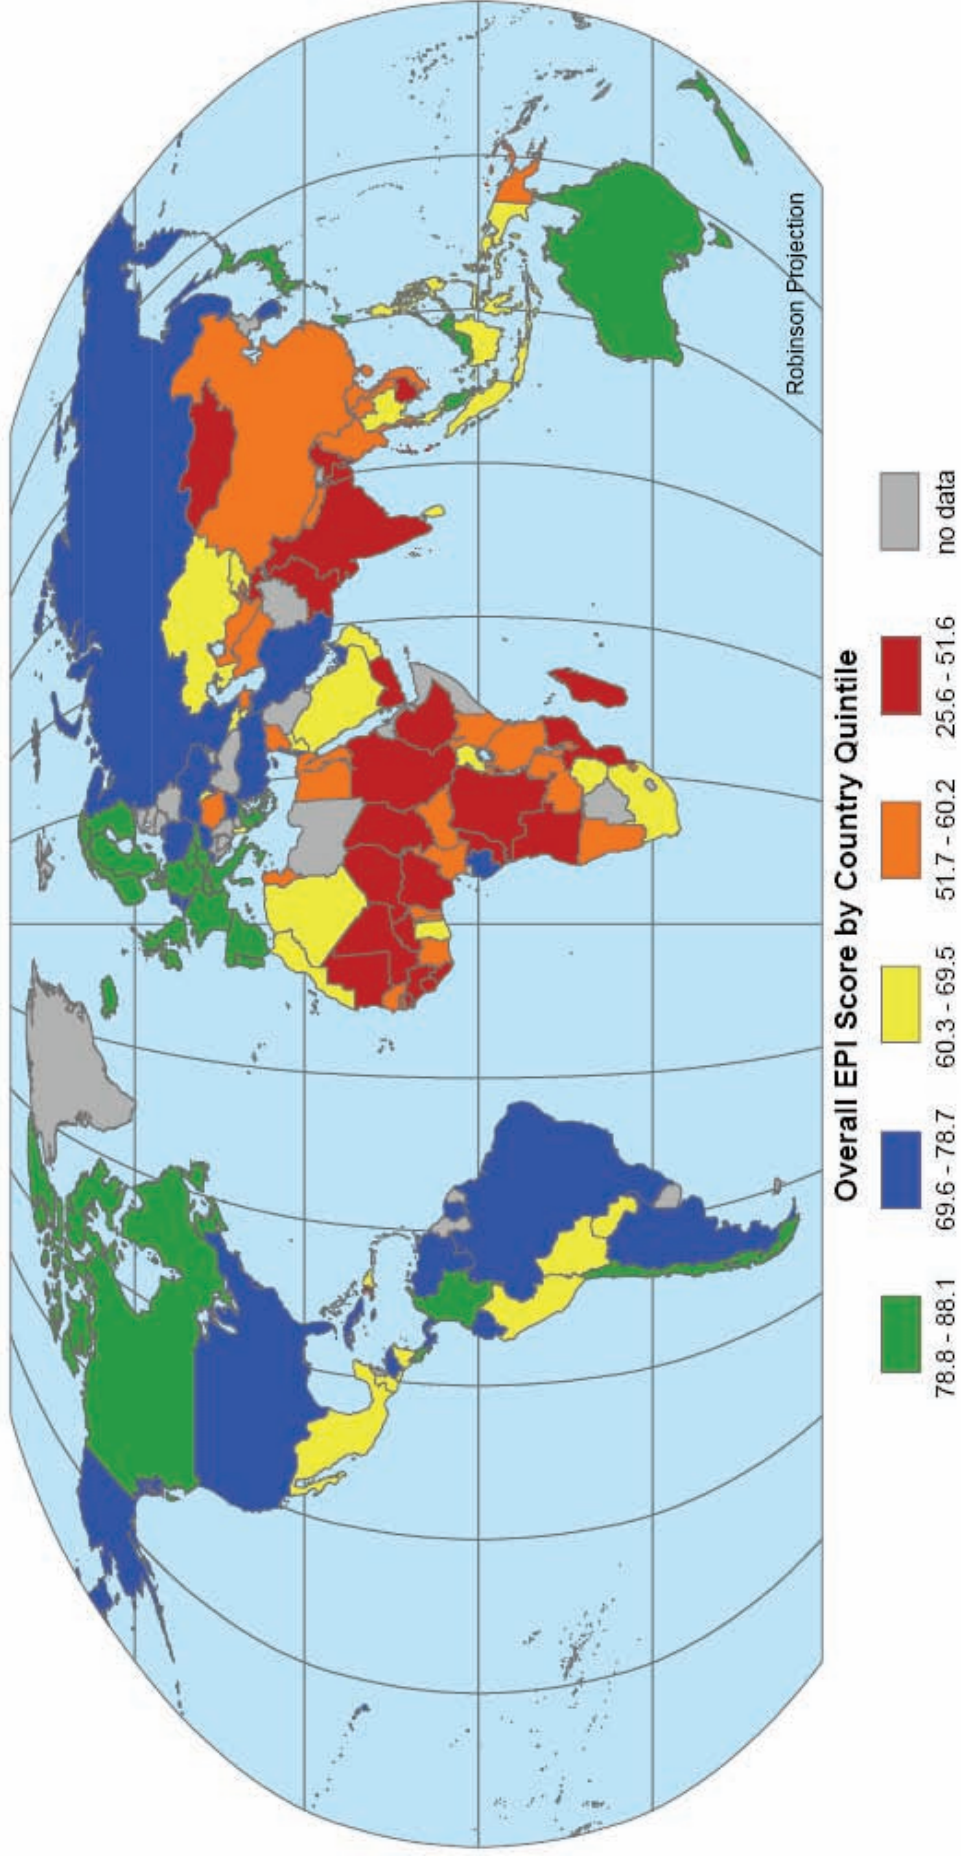 Robinson Projection
Overall EPI Score by Country Quintile
78.8 - 88.1
69.6 - 78.7
60.3 - 69.5
51.7 - 60.2
25.6 - 51.6
no data